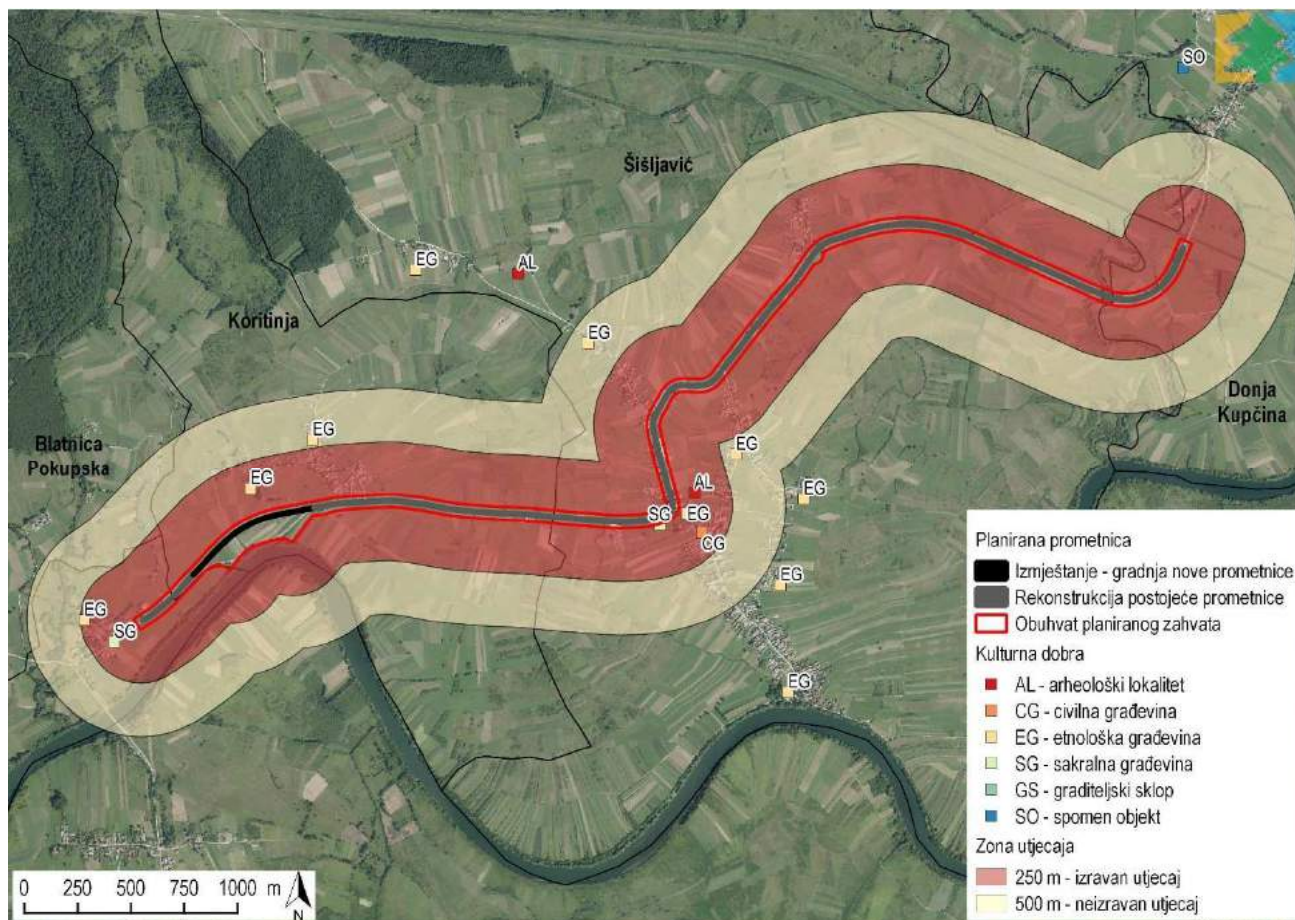 SO
Šišljavić
EG
AL
Koritinja
EG
Donja
Kupčina
Blatnica
Pokupska
EG
EG
EG
AL
EG
SG
EG
CG
EG
EG
SG
EG
Planirana prometnica
Izmještanje - gradnja nove prometnice
Rekonstrukcija postojeće prometnice
Obuhvat planiranog zahvata
Kulturna dobra
AL - arheološki lokalitet
CG - civilna građevina
EG - etnološka građevina
SG - sakralna građevina
GS - graditeljski sklop
SO - spomen objekt
Zona utjecaja
250 m - izravan utjecaj
500 m - neizravan utjecaj
0 250 500 750 1000 m
N